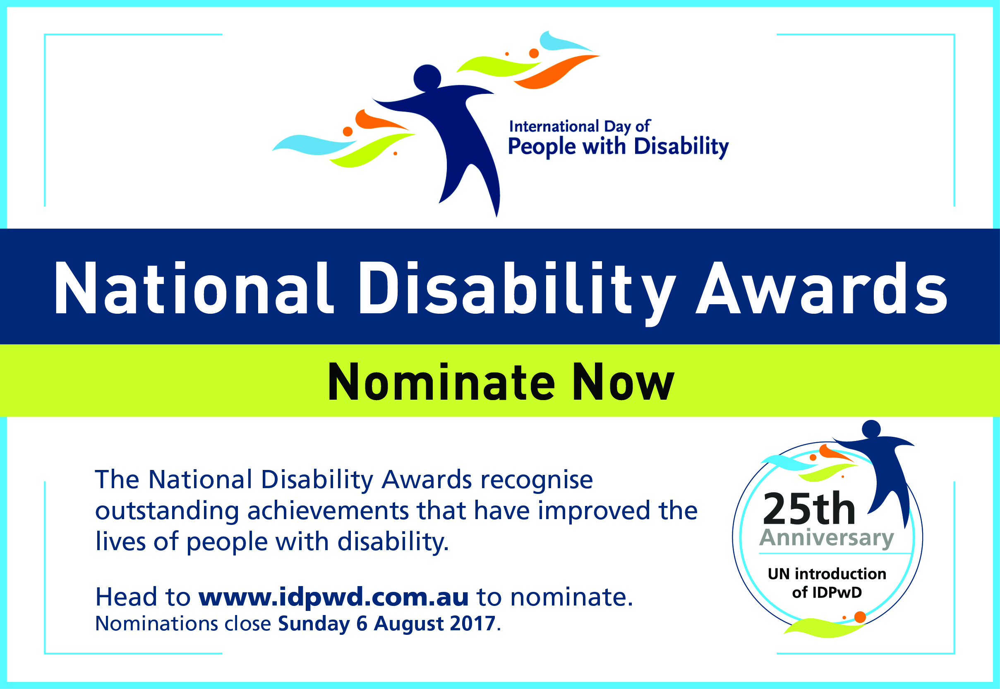 International Day of
People with Disability
National Disability Awards
Nominate Now
The National Disability Awards recognise
outstanding achievements that have improved the
lives of people with disability.
Head to www.idpwd.com.au to nominate.
Nominations close Sunday 6 August 2017.
25th
Anniversary
UN introduction
of IDPwD